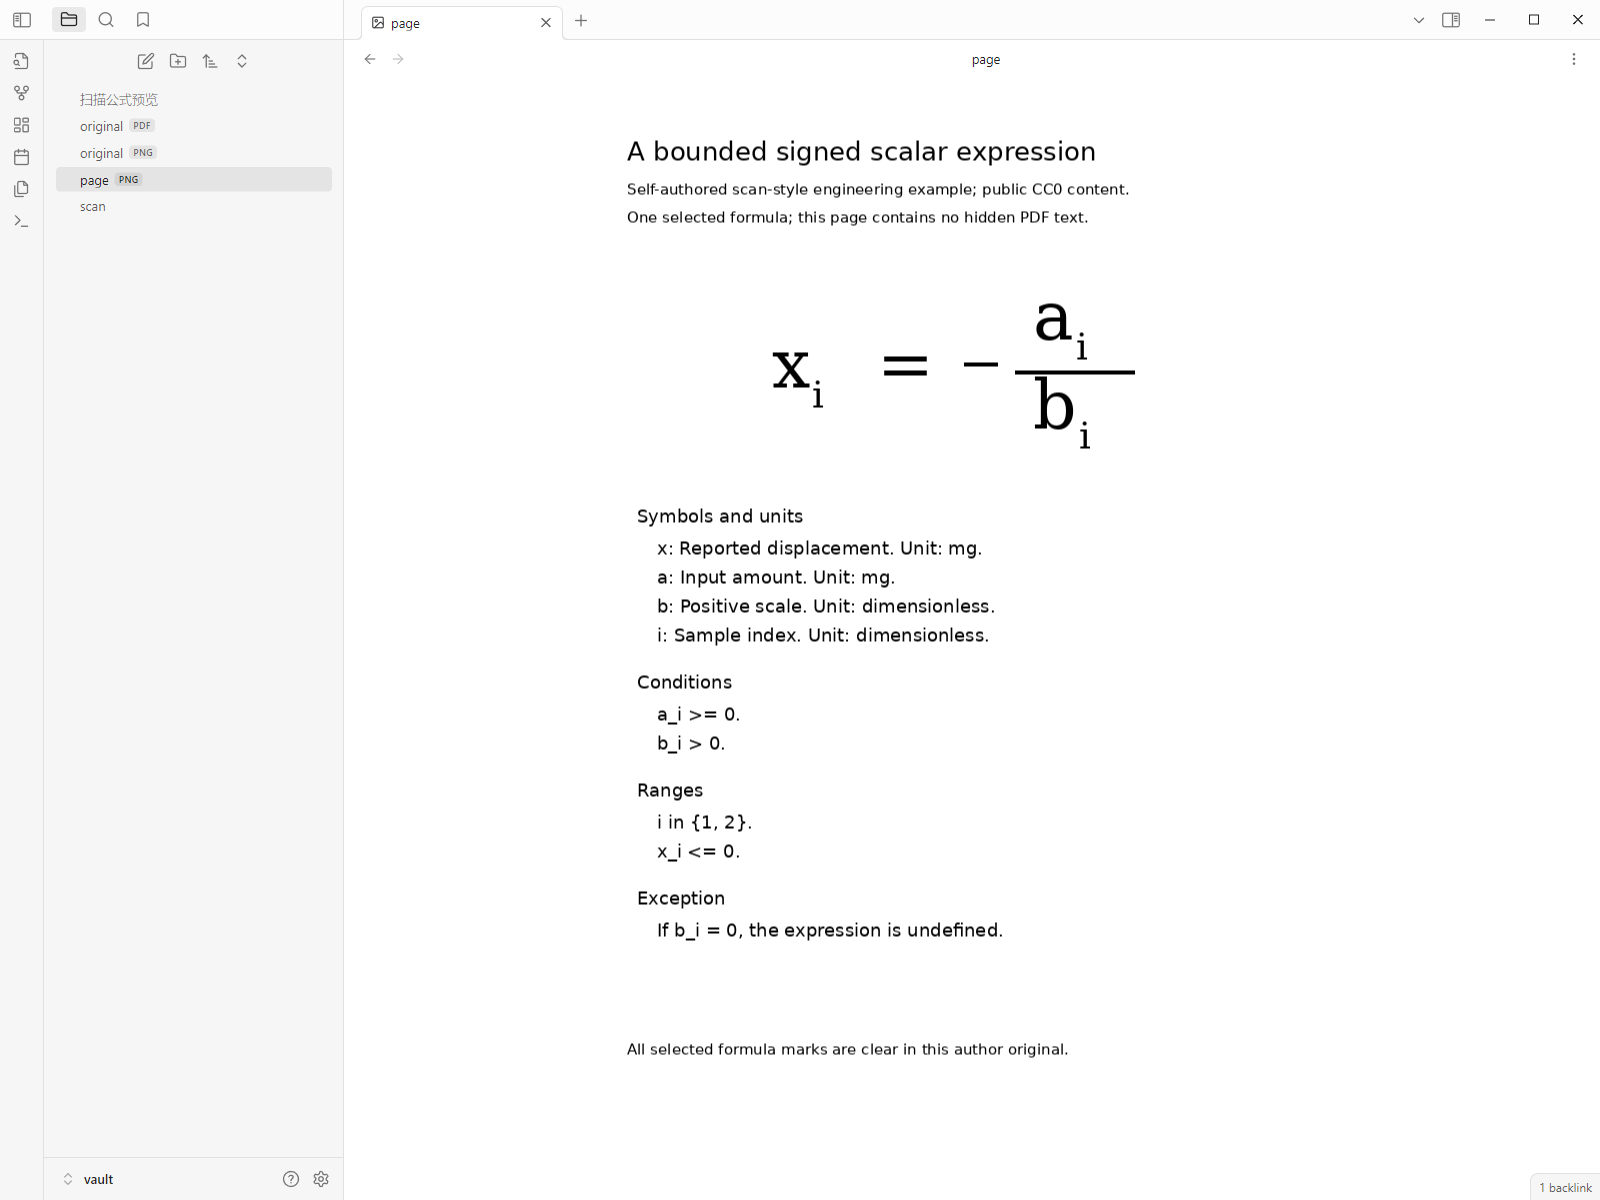 page
page
扫描公式预览
original PDF
original PNG
page PNG
scan
A bounded signed scalar expression
Self-authored scan-style engineering example; public CC0 content.
One selected formula; this page contains no hidden PDF text.
x_i = − a_i / b_i
Symbols and units
x: Reported displacement. Unit: mg.
a: Input amount. Unit: mg.
b: Positive scale. Unit: dimensionless.
i: Sample index. Unit: dimensionless.
Conditions
a_i >= 0.
b_i > 0.
Ranges
i in {1, 2}.
x_i <= 0.
Exception
If b_i = 0, the expression is undefined.
All selected formula marks are clear in this author original.
vault
1 backlink